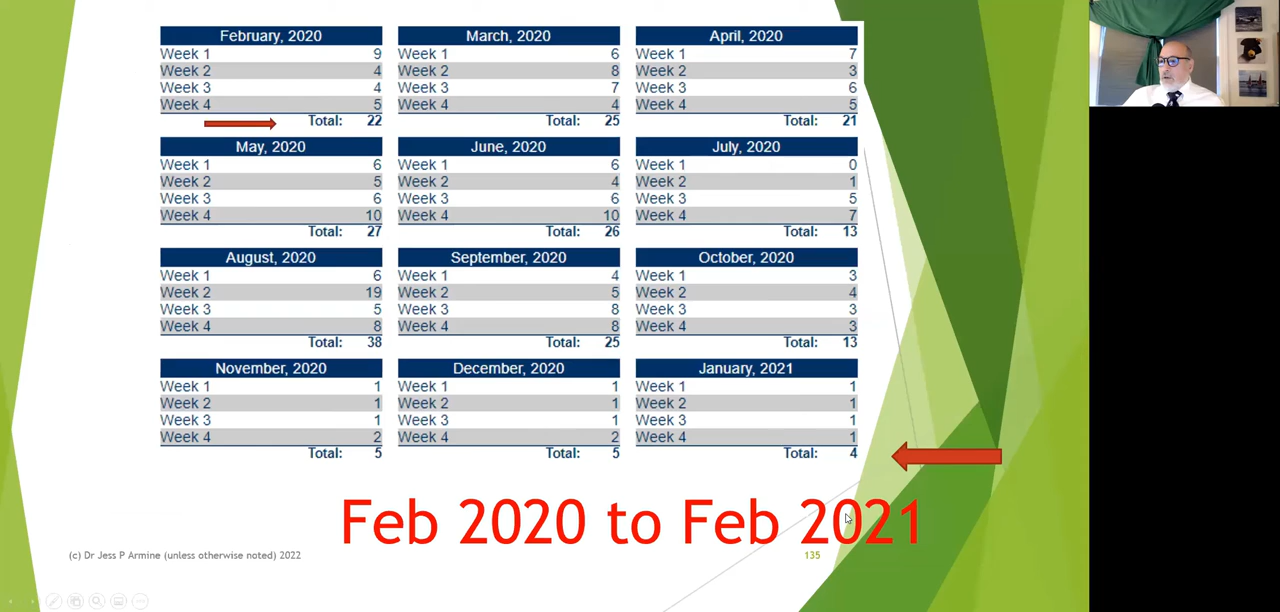 February, 2020
Week 1 9
Week 2 4
Week 3 4
Week 4 5
Total: 22
March, 2020
Week 1 6
Week 2 8
Week 3 7
Week 4 4
Total: 25
April, 2020
Week 1 7
Week 2 3
Week 3 6
Week 4 5
Total: 21
May, 2020
Week 1 6
Week 2 5
Week 3 6
Week 4 10
Total: 27
June, 2020
Week 1 6
Week 2 4
Week 3 6
Week 4 10
Total: 26
July, 2020
Week 1 0
Week 2 1
Week 3 5
Week 4 7
Total: 13
August, 2020
Week 1 6
Week 2 19
Week 3 5
Week 4 8
Total: 38
September, 2020
Week 1 4
Week 2 5
Week 3 8
Week 4 8
Total: 25
October, 2020
Week 1 3
Week 2 4
Week 3 3
Week 4 3
Total: 13
November, 2020
Week 1 1
Week 2 1
Week 3 1
Week 4 2
Total: 5
December, 2020
Week 1 1
Week 2 1
Week 3 1
Week 4 2
Total: 5
January, 2021
Week 1 1
Week 2 1
Week 3 1
Week 4 1
Total: 4
Feb 2020 to Feb 2021
(c) Dr Jess P Armine (unless otherwise noted) 2022
135